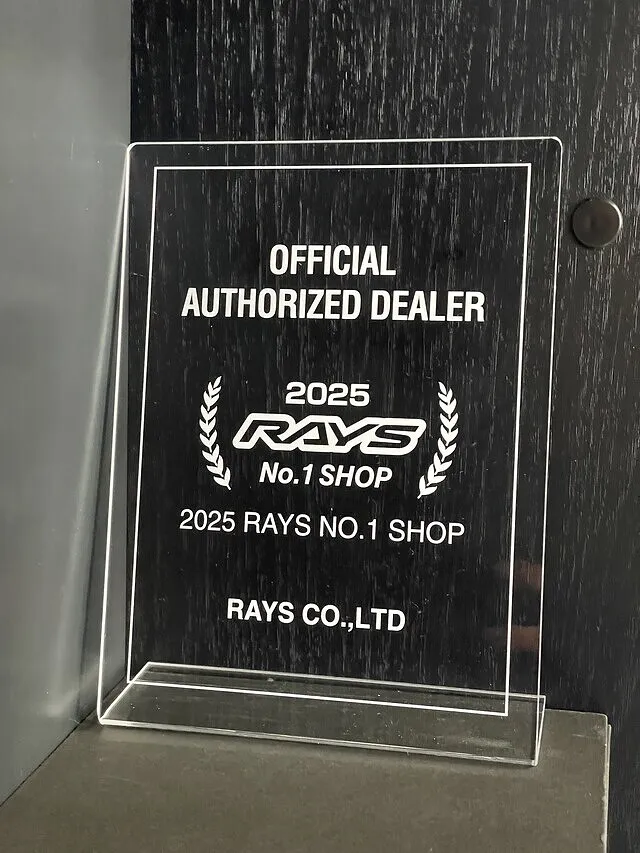 OFFICIAL
AUTHORIZED DEALER
2025
RAYS
No.1 SHOP
2025 RAYS NO.1 SHOP
RAYS CO.,LTD